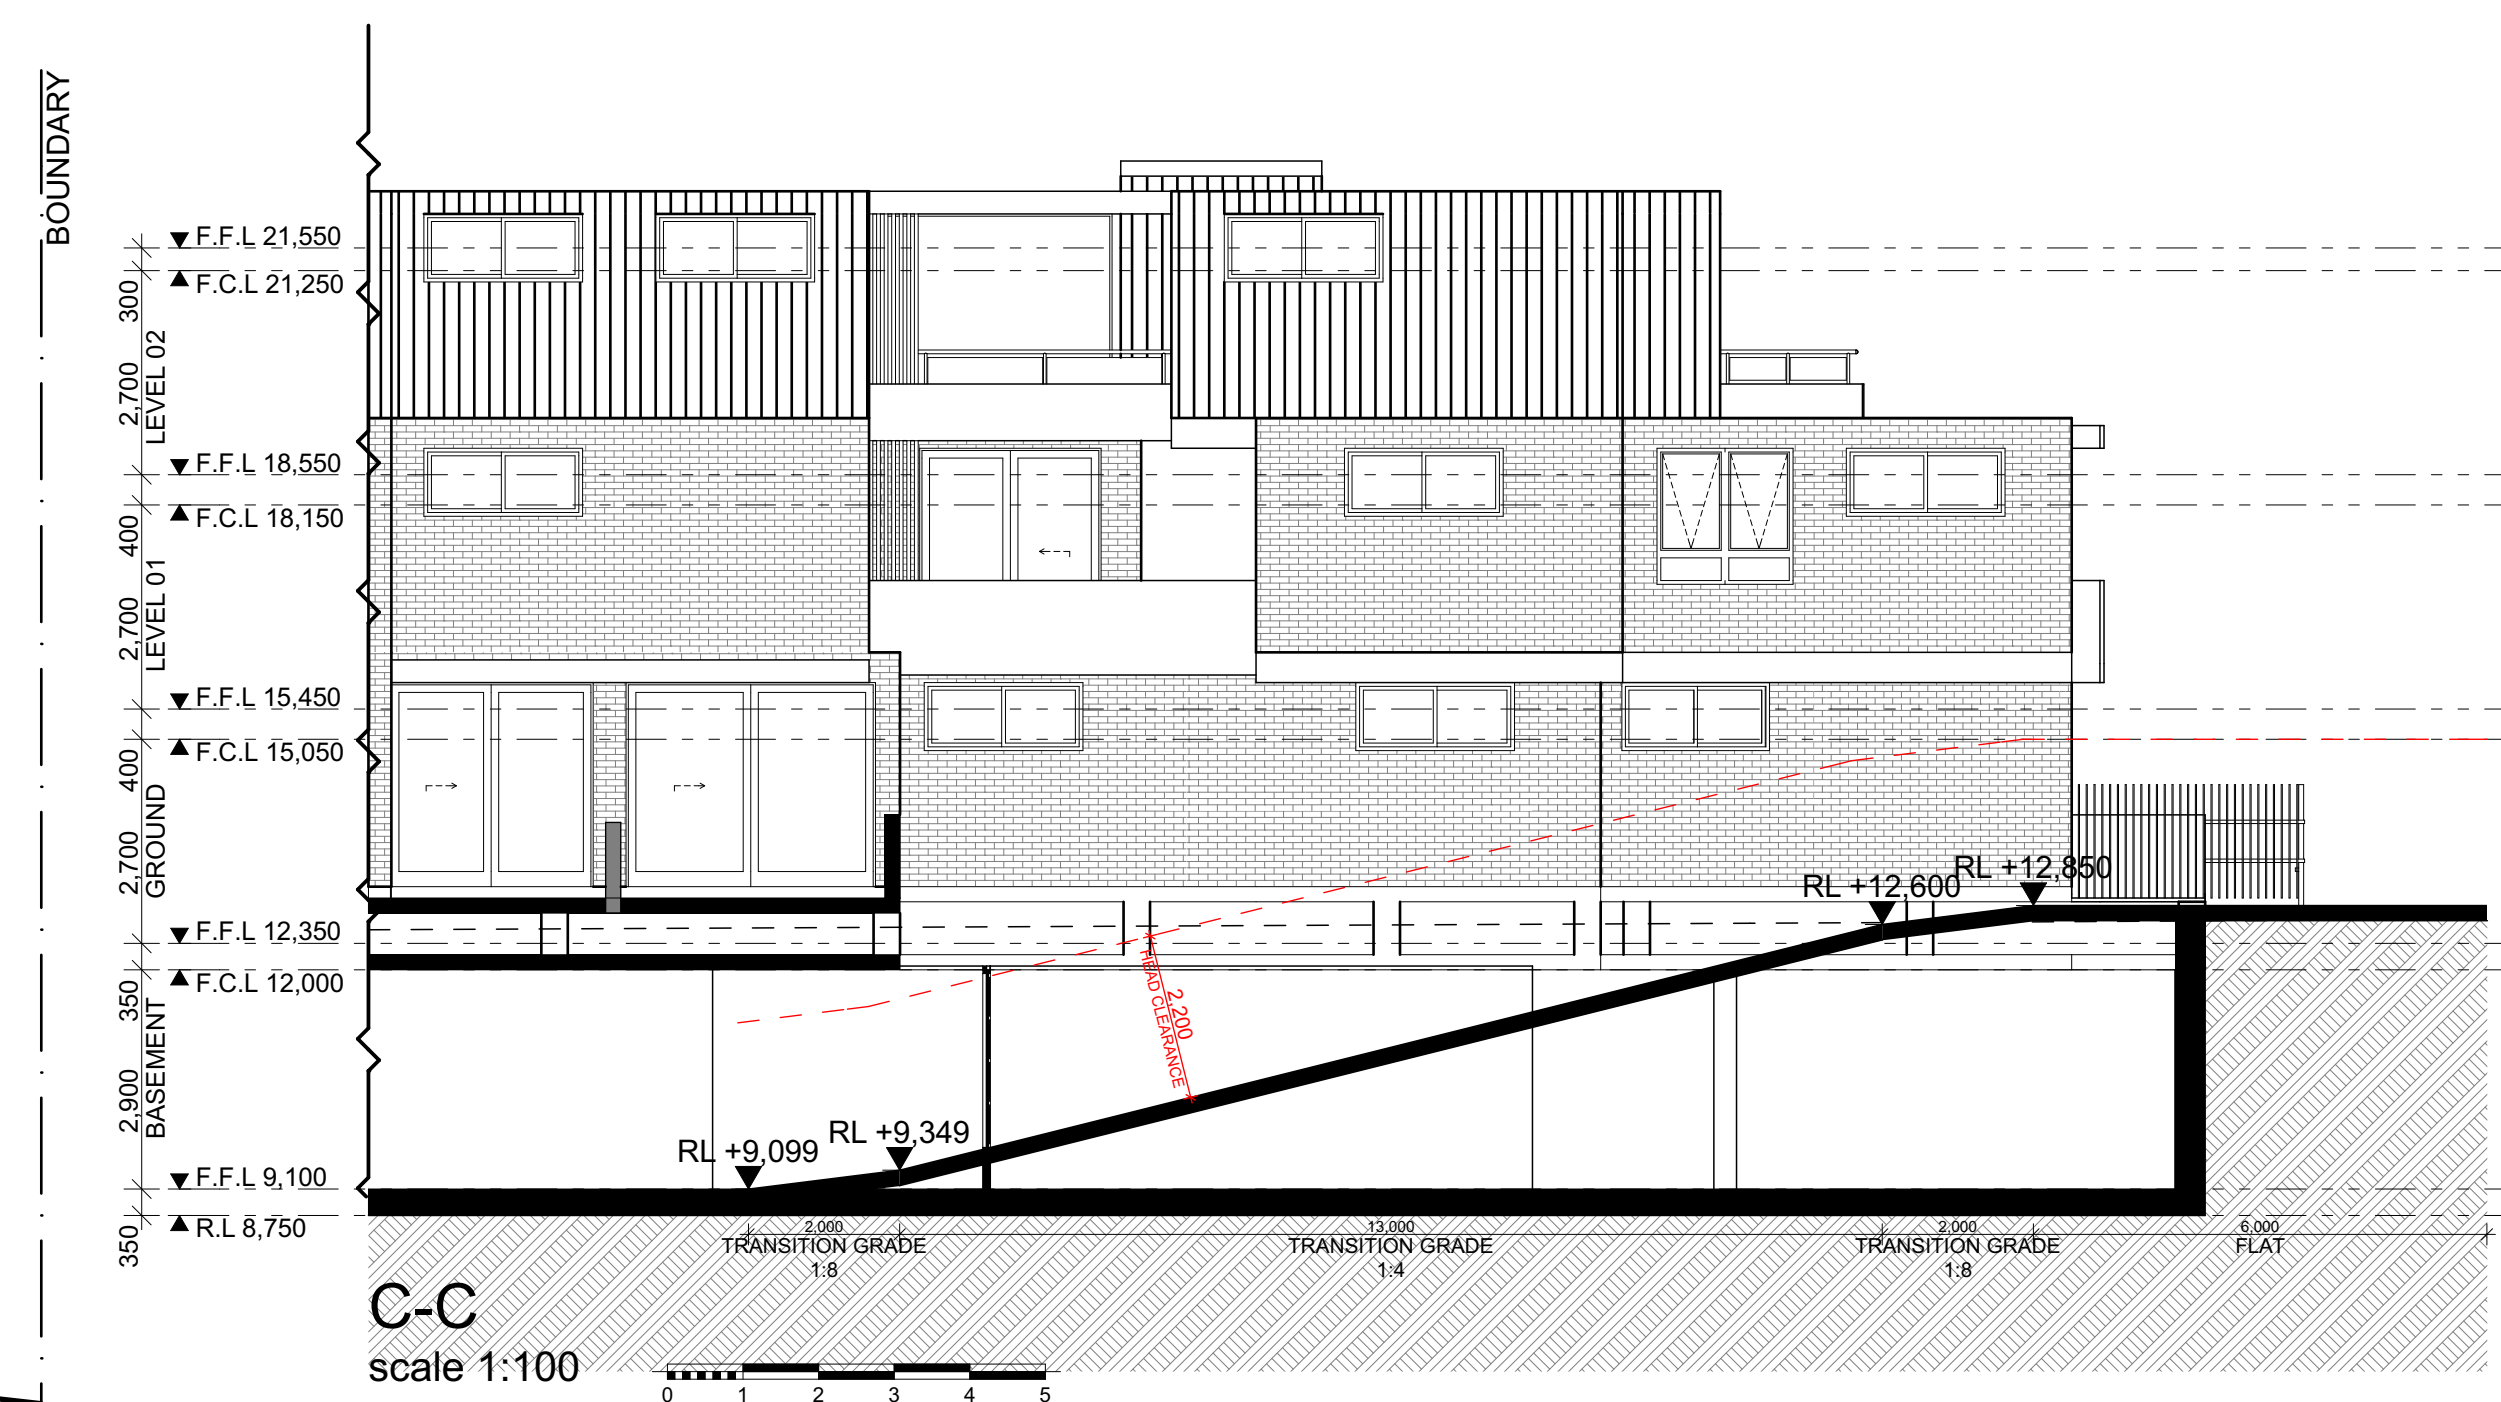 BOUNDARY
F.F.L 21,550
F.C.L 21,250
300
2,700
LEVEL 02
F.F.L 18,550
F.C.L 18,150
400
2,700
LEVEL 01
F.F.L 15,450
F.C.L 15,050
400
2,700
GROUND
F.F.L 12,350
F.C.L 12,000
350
2,900
BASEMENT
F.F.L 9,100
R.L 8,750
350
RL +12,850
RL +12,600
2,200
HEAD CLEARANCE
RL +9,349
RL +9,099
2,000
TRANSITION GRADE
1:8
13,000
TRANSITION GRADE
1:4
2,000
TRANSITION GRADE
1:8
6,000
FLAT
C-C
scale 1:100
0 1 2 3 4 5